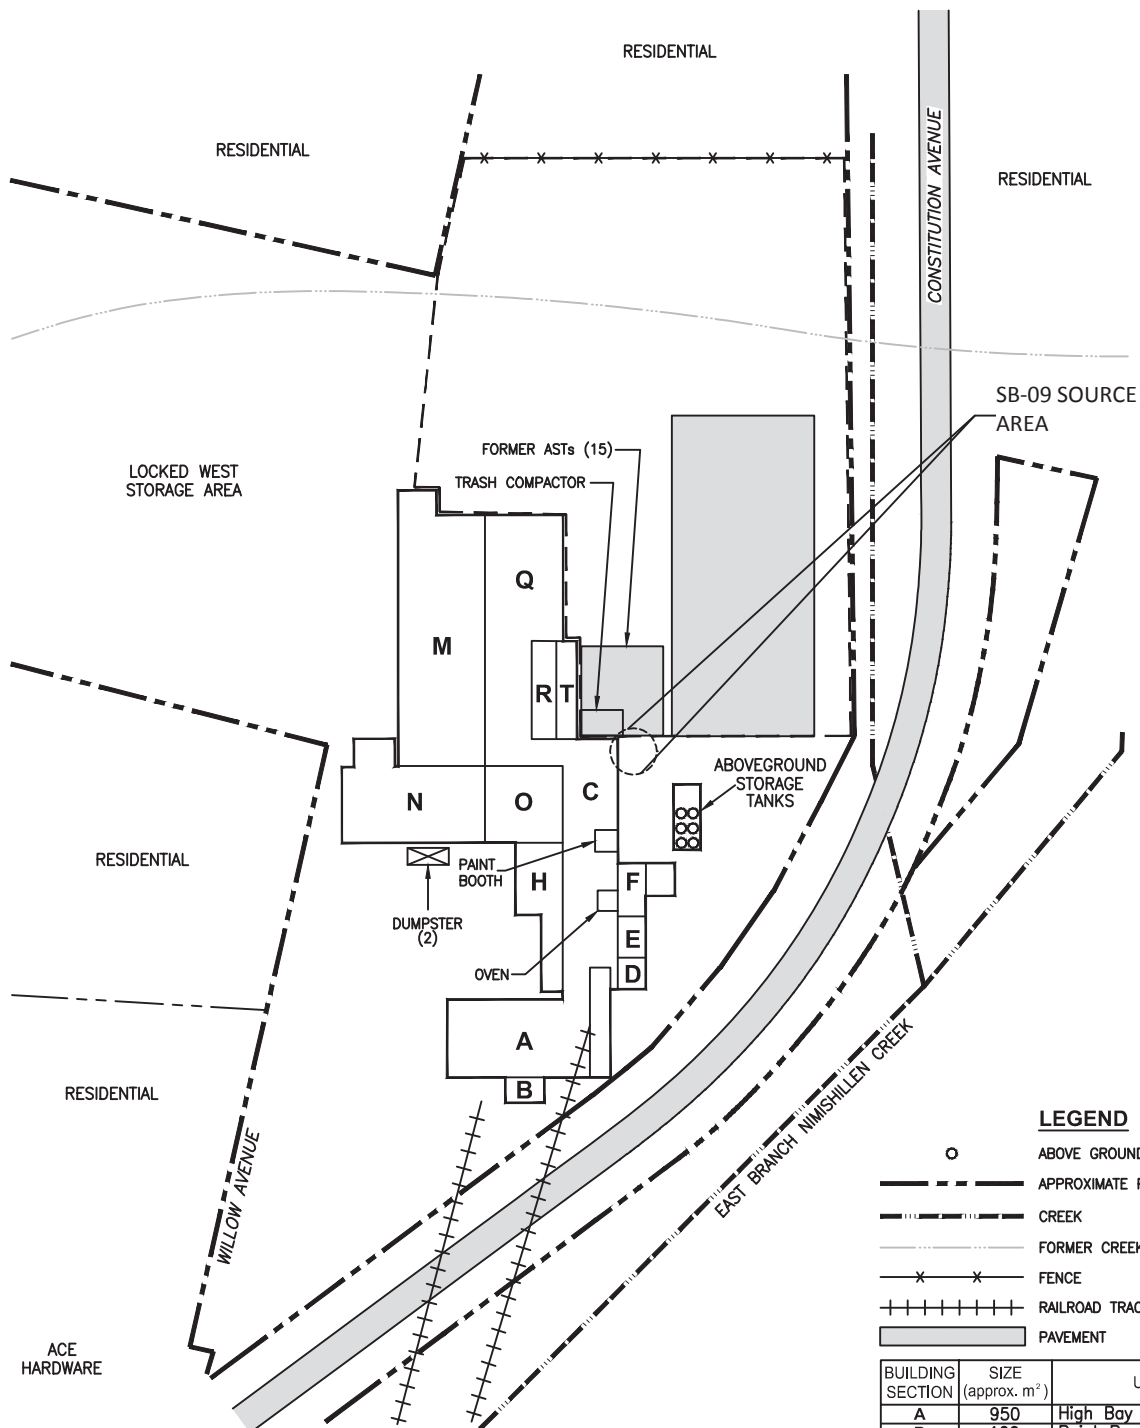 RESIDENTIAL
RESIDENTIAL
RESIDENTIAL
CONSTITUTION AVENUE
SB-09 SOURCE
AREA
FORMER ASTs (15)
TRASH COMPACTOR
LOCKED WEST
STORAGE AREA
Q
M
R
T
ABOVEGROUND
STORAGE
TANKS
C
N
O
RESIDENTIAL
PAINT
BOOTH
H
F
DUMPSTER
(2)
E
OVEN
D
A
B
RESIDENTIAL
WILLOW AVENUE
EAST BRANCH NIMISHILLEN CREEK
ACE
HARDWARE
LEGEND
ABOVE GROUND
APPROXIMATE
CREEK
FORMER CREEK
FENCE
RAILROAD
PAVEMENT
BUILDING SECTION
SIZE (approx. m²)
A 950 High Bay